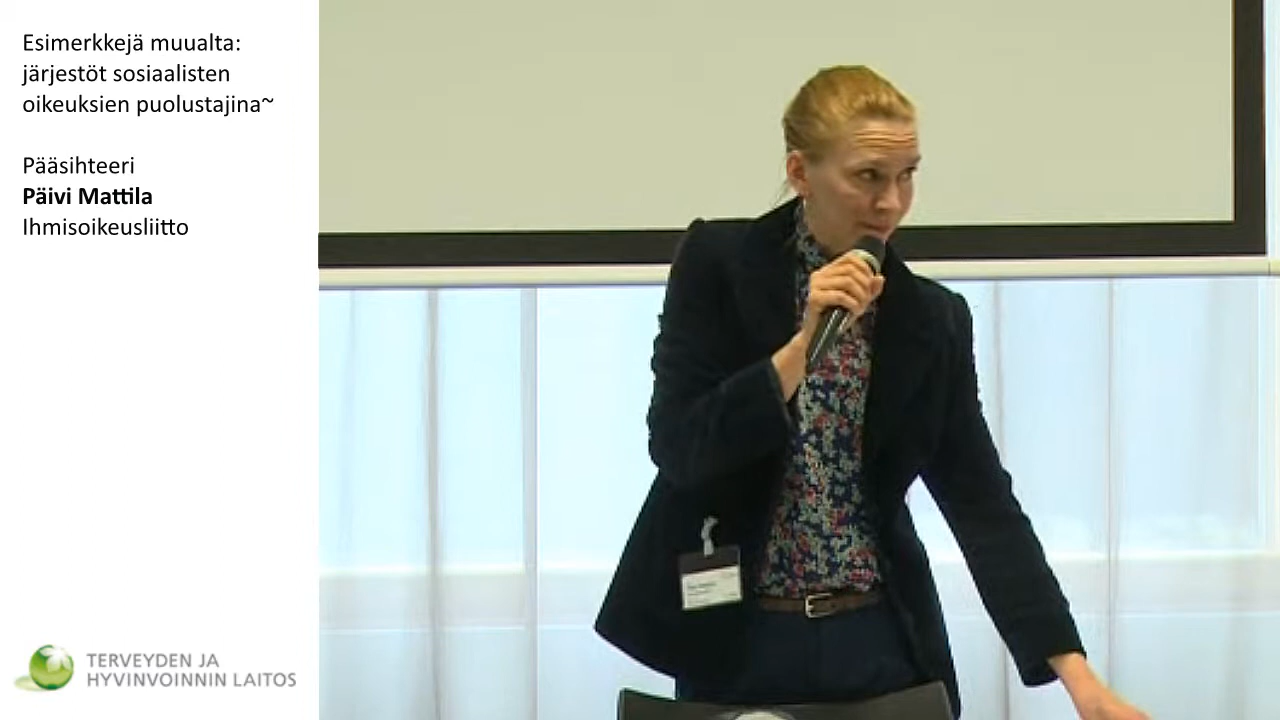 Esimerkkejä muualta:
järjestöt sosiaalisten
oikeuksien puolustajina~
Pääsihteeri
Päivi Mattila
Ihmisoikeusliitto
TERVEYDEN JA
HYVINVOINNIN LAITOS